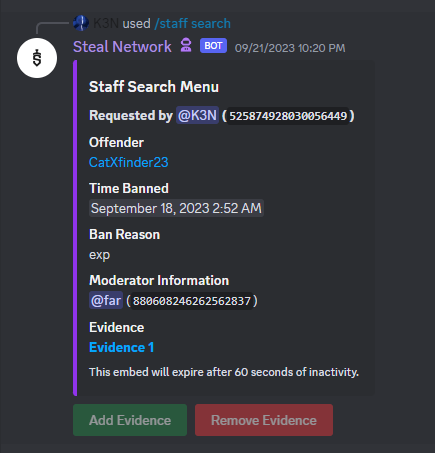 K3N used /staff search
Steal Network BOT 09/21/2023 10:20 PM
Staff Search Menu
Requested by @K3N (525874928030056449)
Offender
CatXfinder23
Time Banned
September 18, 2023 2:52 AM
Ban Reason
exp
Moderator Information
@far (880608246262562837)
Evidence
Evidence 1
This embed will expire after 60 seconds of inactivity.
Add Evidence Remove Evidence